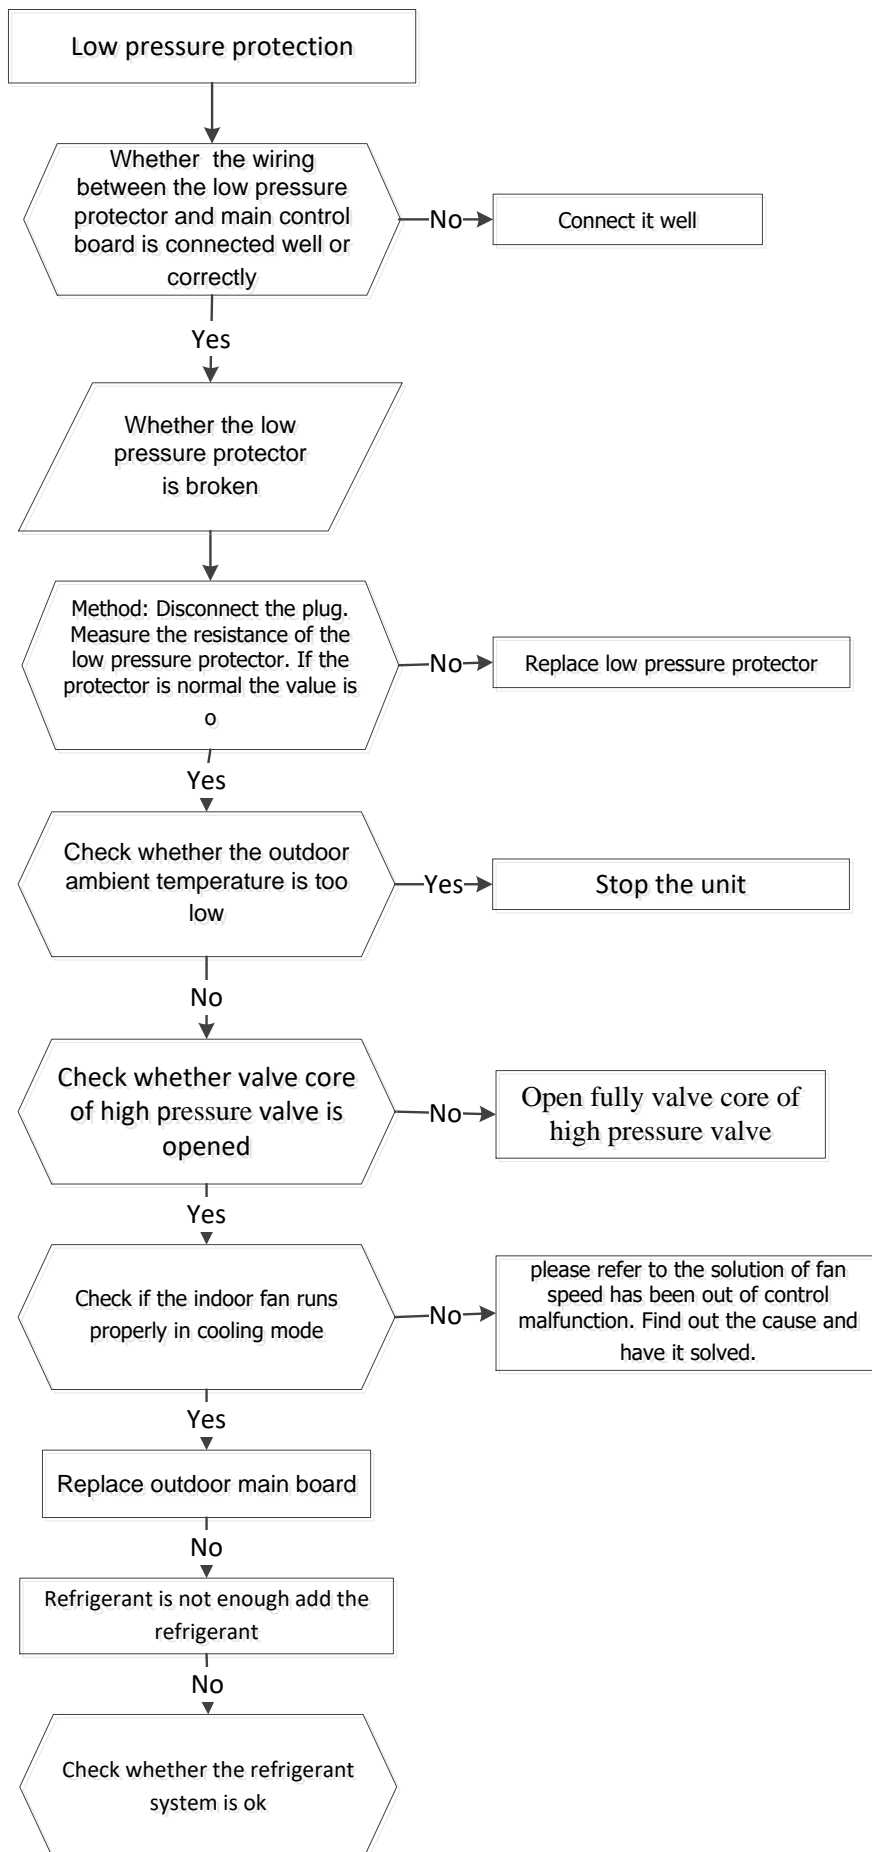 Low pressure protection
Whether the wiring
between the low pressure
protector and main control
board is connected well or
correctly
No
Connect it well
Yes
Whether the low
pressure protector
is broken
Method: Disconnect the plug.
Measure the resistance of the
low pressure protector. If the
protector is normal the value is
o
No
Replace low pressure protector
Yes
Check whether the outdoor
ambient temperature is too
low
Yes
Stop the unit
No
Check whether valve core
of high pressure valve is
opened
No
Open fully valve core of
high pressure valve
Yes
Check if the indoor fan runs
properly in cooling mode
No
please refer to the solution of fan
speed has been out of control
malfunction. Find out the cause and
have it solved.
Yes
Replace outdoor main board
No
Refrigerant is not enough add the
refrigerant
No
Check whether the refrigerant
system is ok